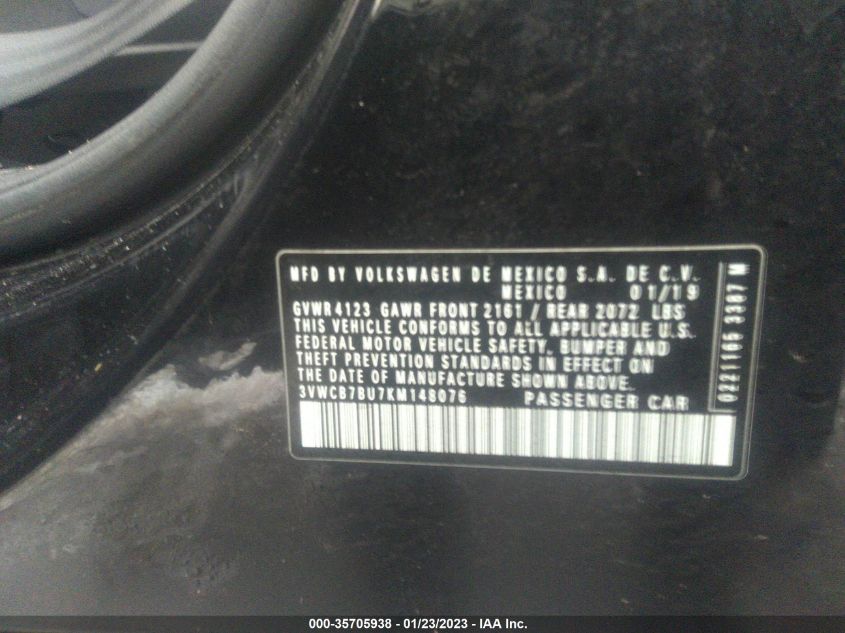 MFD BY VOLKSWAGEN DE MEXICO S.A. DE C.V.
MEXICO 01/19
GVWR 4123 GAWR FRONT 2161 / REAR 2072 LBS
THIS VEHICLE CONFORMS TO ALL APPLICABLE U.S.
FEDERAL MOTOR VEHICLE SAFETY, BUMPER AND
THEFT PREVENTION STANDARDS IN EFFECT ON
THE DATE OF MANUFACTURE SHOWN ABOVE.
3VWCB7BU7KM148076 PASSENGER CAR
0221165 3387 M
000-35705938 - 01/23/2023 - IAA Inc.